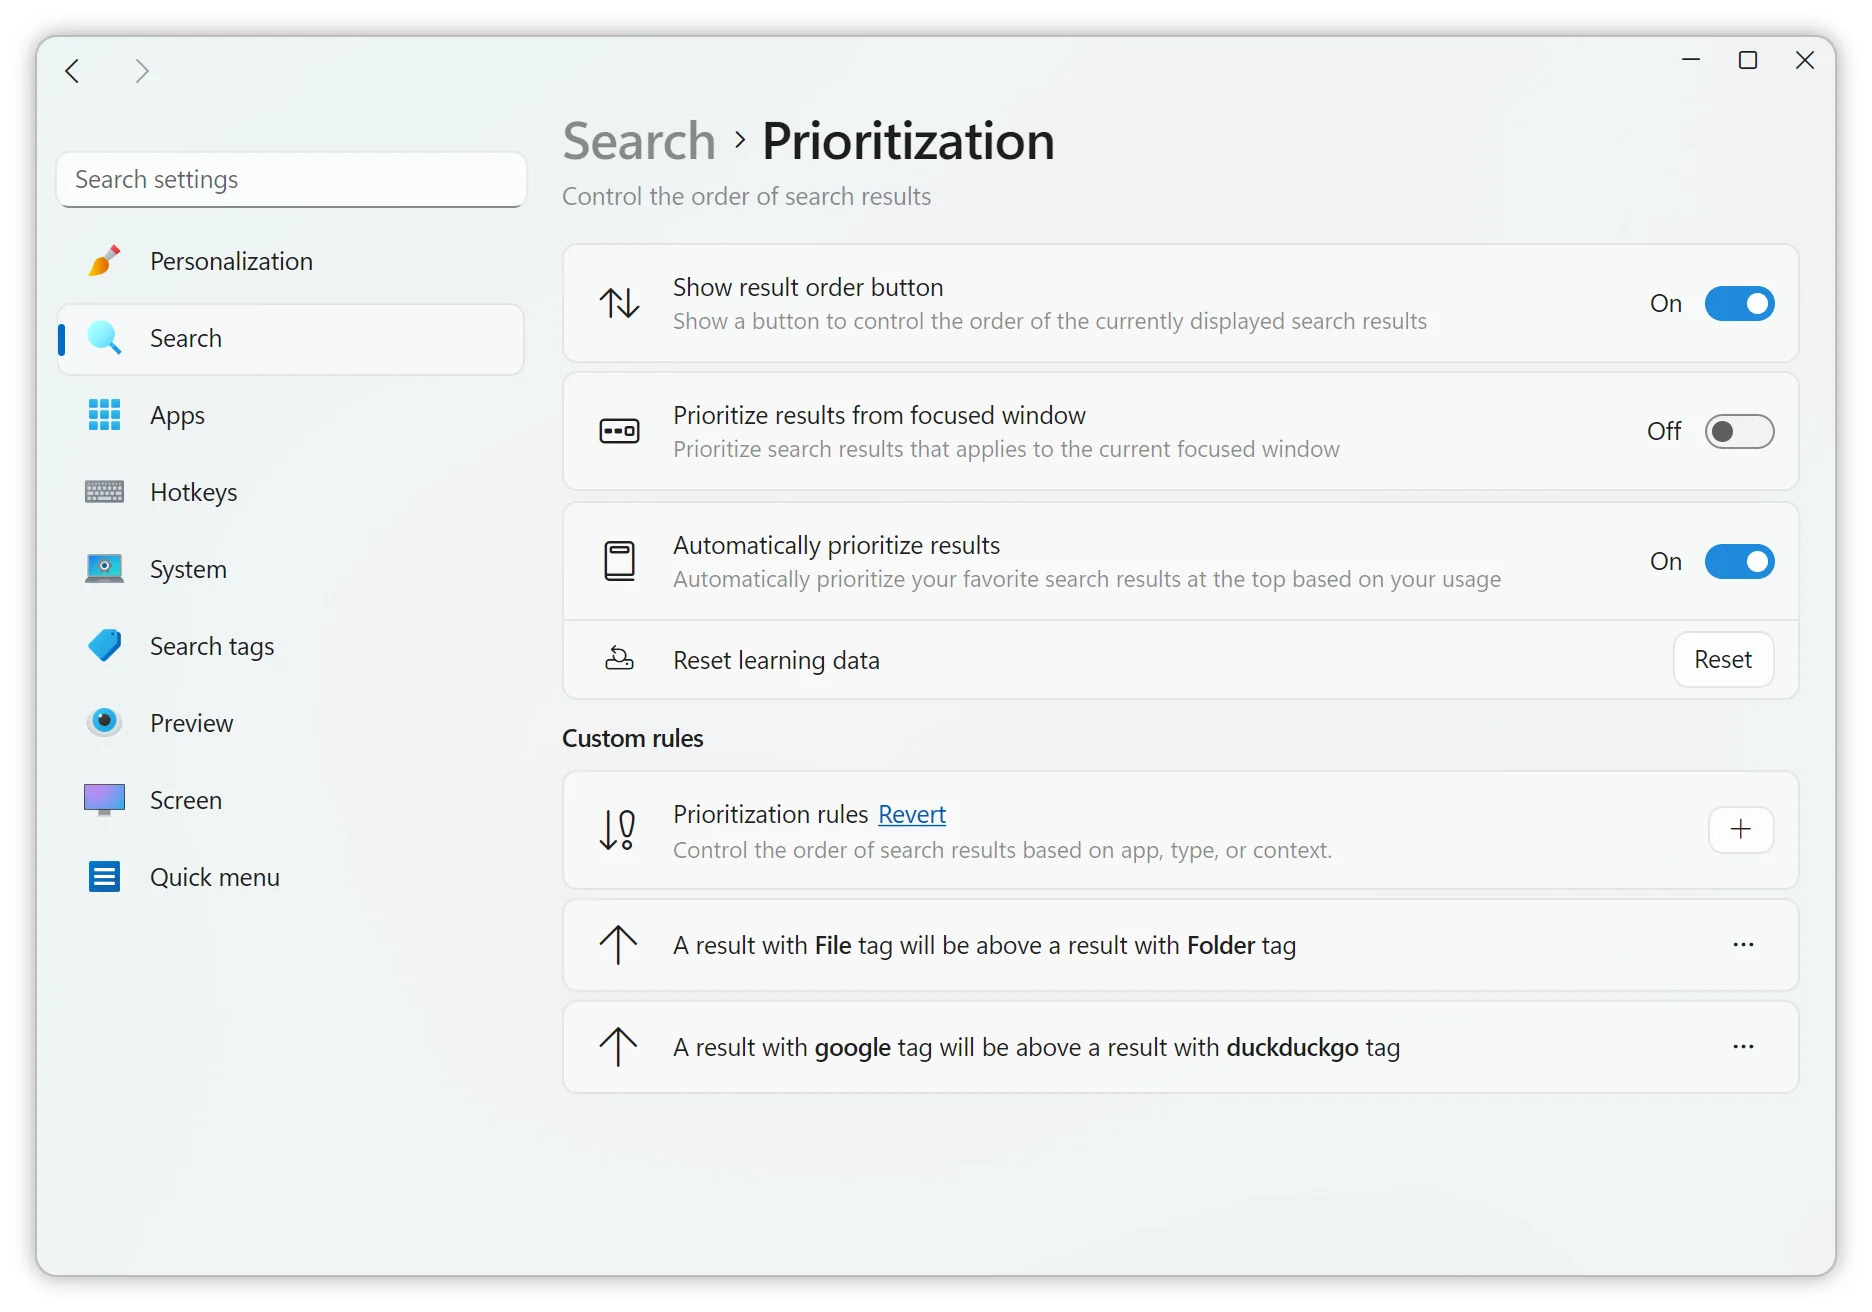 Search › Prioritization
Control the order of search results
Search settings
Personalization
Search
Apps
Hotkeys
System
Search tags
Preview
Screen
Quick menu
Show result order button
Show a button to control the order of the currently displayed search results
On
Prioritize results from focused window
Prioritize search results that applies to the current focused window
Off
Automatically prioritize results
Automatically prioritize your favorite search results at the top based on your usage
On
Reset learning data
Reset
Custom rules
Prioritization rules Revert
Control the order of search results based on app, type, or context.
A result with File tag will be above a result with Folder tag
A result with google tag will be above a result with duckduckgo tag